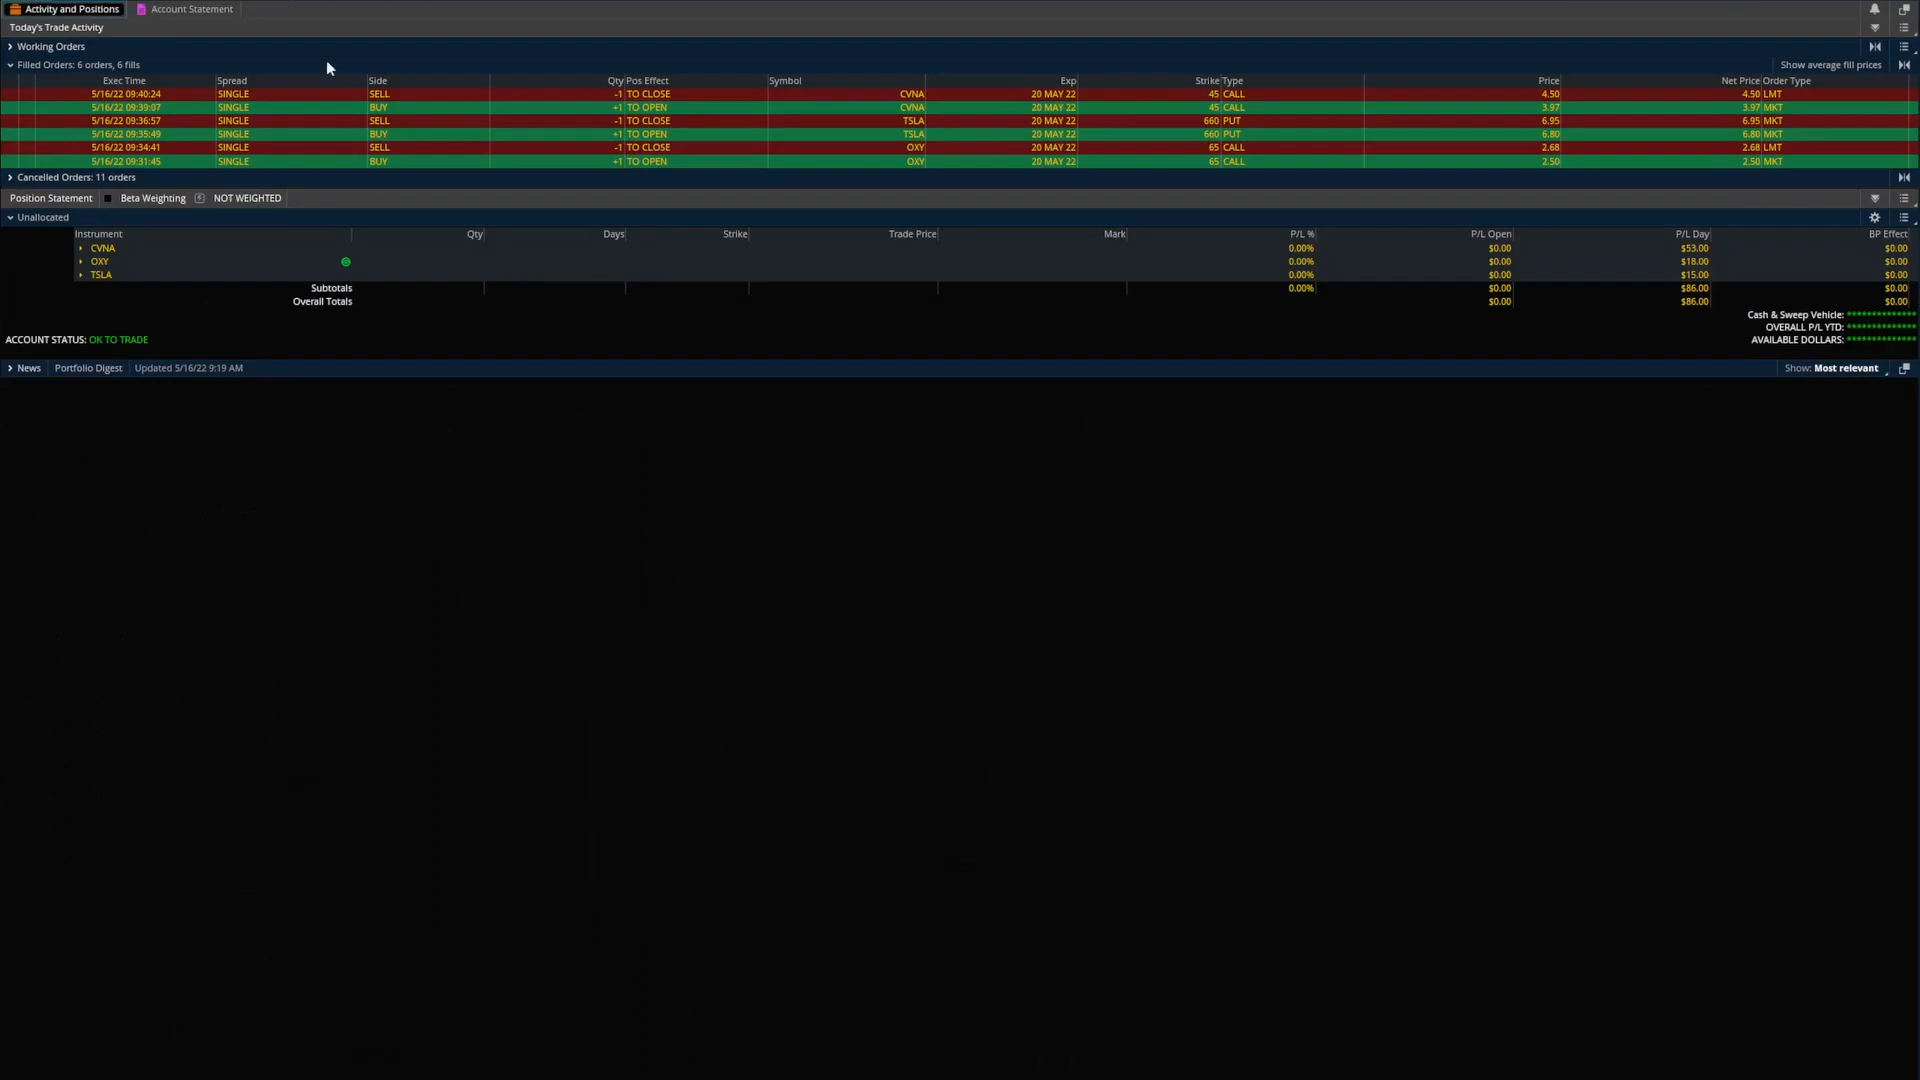 Activity and Positions Account Statement
Today's Trade Activity
Working Orders
Filled Orders: 6 orders, 6 fills Show average fill prices
Exec Time Spread Side Qty Pos Effect Symbol Exp Strike Type Price Net Price Order Type
5/16/22 09:40:24 SINGLE SELL -1 TO CLOSE CVNA 20 MAY 22 45 CALL 4.50 4.50 LMT
5/16/22 09:39:07 SINGLE BUY +1 TO OPEN CVNA 20 MAY 22 45 CALL 3.97 3.97 MKT
5/16/22 09:36:57 SINGLE SELL -1 TO CLOSE TSLA 20 MAY 22 660 PUT 6.95 6.95 MKT
5/16/22 09:35:49 SINGLE BUY +1 TO OPEN TSLA 20 MAY 22 660 PUT 6.80 6.80 MKT
5/16/22 09:34:41 SINGLE SELL -1 TO CLOSE OXY 20 MAY 22 65 CALL 2.68 2.68 LMT
5/16/22 09:31:45 SINGLE BUY +1 TO OPEN OXY 20 MAY 22 65 CALL 2.50 2.50 MKT
Cancelled Orders: 11 orders
Position Statement Beta Weighting NOT WEIGHTED
Unallocated
Instrument Qty Days Strike Trade Price Mark P/L % P/L Open P/L Day BP Effect
CVNA 0.00% $0.00 $53.00 $0.00
OXY 0.00% $0.00 $18.00 $0.00
TSLA 0.00% $0.00 $15.00 $0.00
Subtotals 0.00% $0.00 $86.00 $0.00
Overall Totals $0.00 $86.00 $0.00
Cash & Sweep Vehicle: **************
OVERALL P/L YTD: **************
ACCOUNT STATUS: OK TO TRADE AVAILABLE DOLLARS: **************
News Portfolio Digest Updated 5/16/22 9:19 AM Show: Most relevant